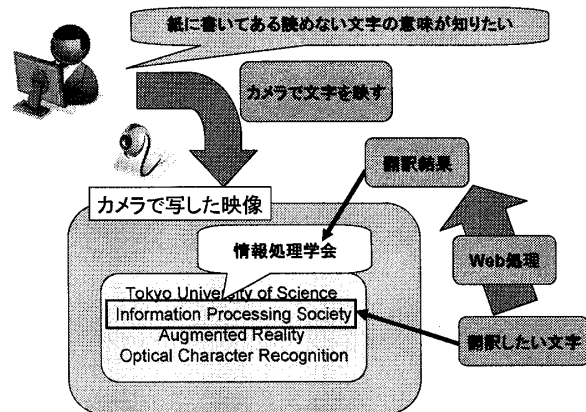 紙に書いてある読めない文字の意味が知りたい
カメラで文字を映す
翻訳結果
カメラで写した映像
情報処理学会
Web処理
Tokyo University of Science
Information Processing Society
Augmented Reality
Optical Character Recognition
翻訳したい文字